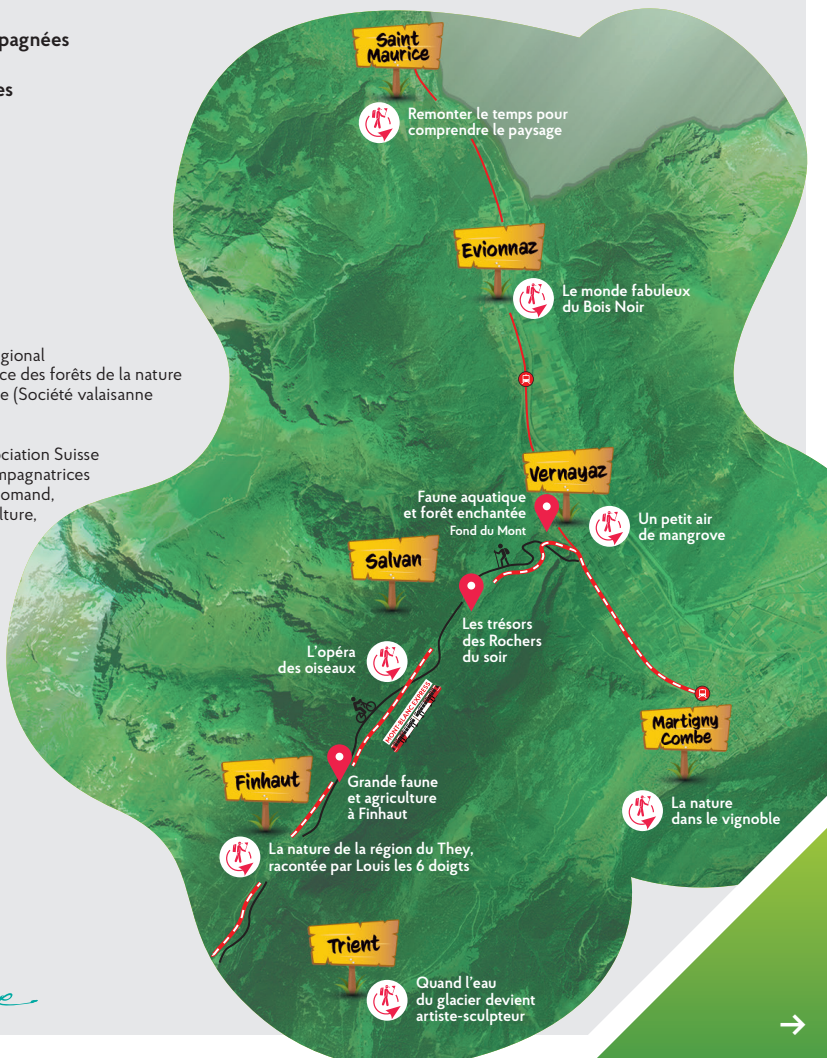 pagnées
es
gional
ce des forêts de la nature
e (Société valaisanne
ociation Suisse
mpagnatrices
omand,
lture,
Saint
Maurice
Remonter le temps pour
comprendre le paysage
Evionnaz
Le monde fabuleux
du Bois Noir
Vernayaz
Faune aquatique
et forêt enchantée
Fond du Mont
Un petit air
de mangrove
Salvan
Les trésors
des Rochers
du soir
L'opéra
des oiseaux
MONT-BLANC EXPRESS
Martigny
Combe
Finhaut
Grande faune
et agriculture
à Finhaut
La nature
dans le vignoble
La nature de la région du They,
racontée par Louis les 6 doigts
Trient
Quand l'eau
du glacier devient
artiste-sculpteur